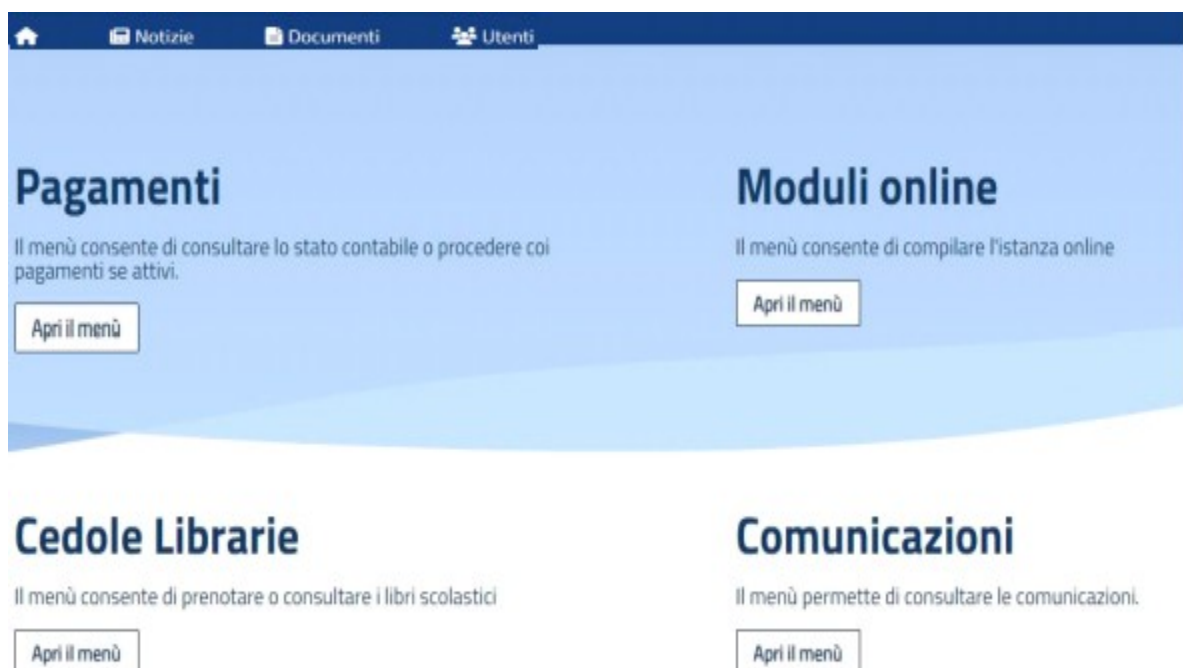 Notizie Documenti Utenti
Pagamenti
Il menù consente di consultare lo stato contabile o procedere coi
pagamenti se attivi.
Apri il menù
Moduli online
Il menù consente di compilare l'istanza online
Apri il menù
Cedole Librarie
Il menù consente di prenotare o consultare i libri scolastici
Apri il menù
Comunicazioni
Il menù permette di consultare le comunicazioni.
Apri il menù